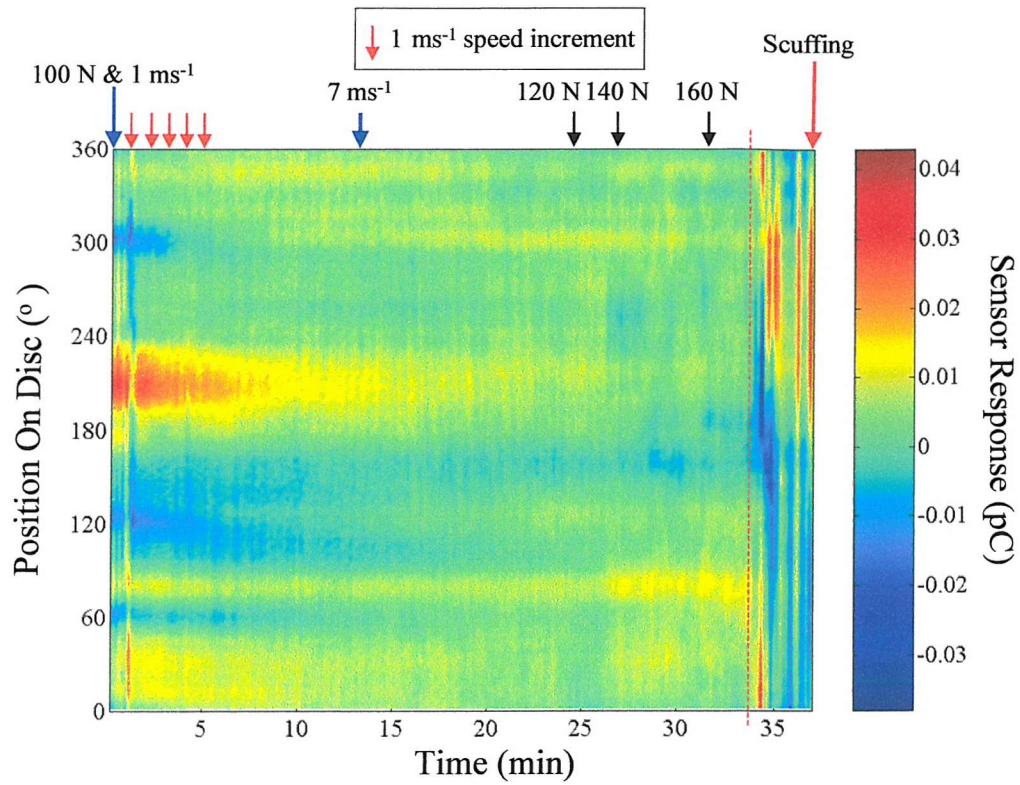 1 ms⁻¹ speed increment
Scuffing
100 N & 1 ms⁻¹
7 ms⁻¹
120 N 140 N
160 N
360
300
240
180
120
60
0
Position On Disc (º)
5
10
15
20
25
30
35
Time (min)
0.04
0.03
0.02
0.01
0
-0.01
-0.02
-0.03
Sensor Response (pC)